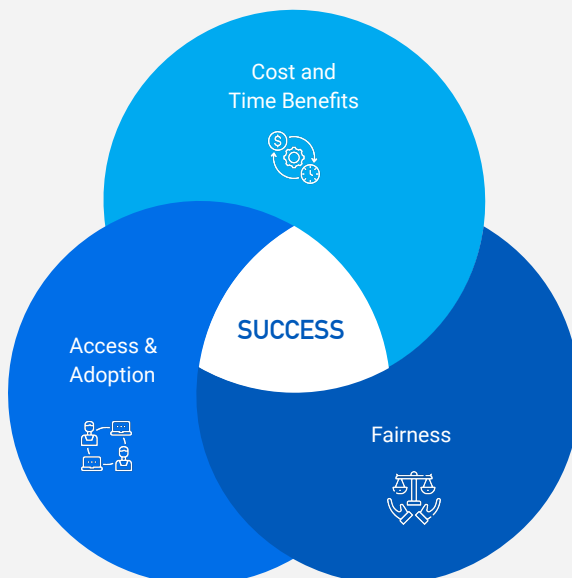 Cost and
Time Benefits
SUCCESS
Access &
Adoption
Fairness